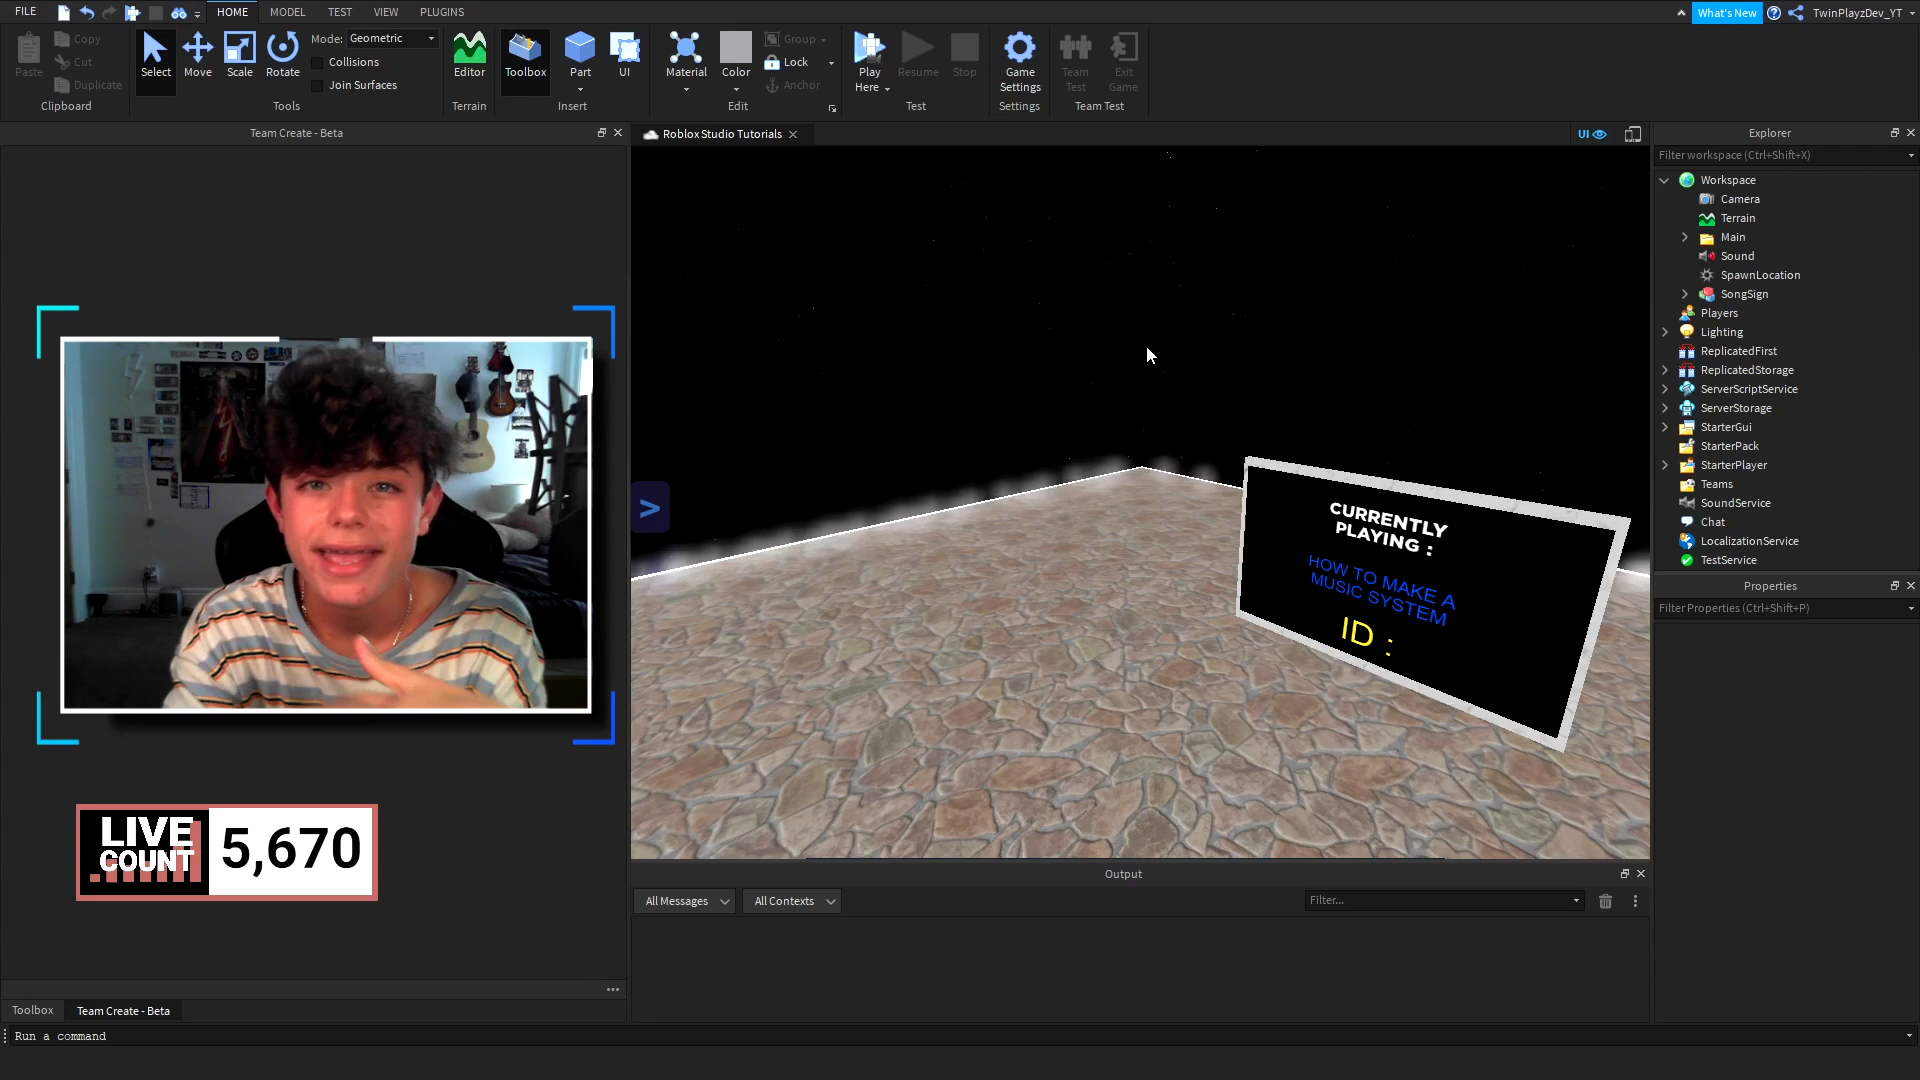 FILE
HOME
MODEL
TEST
VIEW
PLUGINS
What's New
TwinPlayzDev_YT
Paste
Copy
Cut
Duplicate
Clipboard
Select
Move
Scale
Rotate
Mode: Geometric
Collisions
Join Surfaces
Tools
Editor
Terrain
Toolbox
Part
UI
Insert
Material
Color
Group
Lock
Anchor
Edit
Play
Here
Resume
Stop
Test
Game
Settings
Settings
Team
Test
Exit
Game
Team Test
Team Create - Beta
LIVE
COUNT
5,670
Toolbox
Team Create - Beta
Run a command
Roblox Studio Tutorials
UI
>
CURRENTLY
PLAYING :
HOW TO MAKE A
MUSIC SYSTEM
ID :
Output
All Messages
All Contexts
Filter...
Explorer
Filter workspace (Ctrl+Shift+X)
Workspace
Camera
Terrain
Main
Sound
SpawnLocation
SongSign
Players
Lighting
ReplicatedFirst
ReplicatedStorage
ServerScriptService
ServerStorage
StarterGui
StarterPack
StarterPlayer
Teams
SoundService
Chat
LocalizationService
TestService
Properties
Filter Properties (Ctrl+Shift+P)